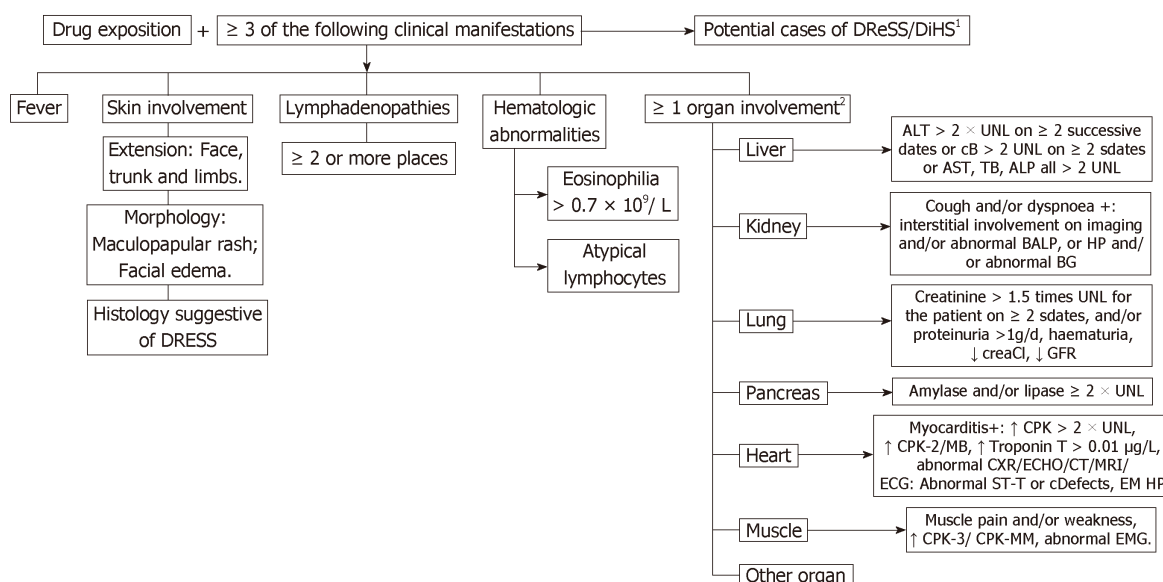 Drug exposition + ≥ 3 of the following clinical manifestations Potential cases of DReSS/DiHS¹
Fever
Skin involvement
Extension: Face,
trunk and limbs.
Morphology:
Maculopapular rash;
Facial edema.
Histology suggestive
of DRESS
Lymphadenopathies
≥ 2 or more places
Hematologic
abnormalities
Eosinophilia
> 0.7 × 10⁹/ L
Atypical
lymphocytes
≥ 1 organ involvement²
Liver
ALT > 2 × UNL on ≥ 2 successive
dates or cB > 2 UNL on ≥ 2 sdates
or AST, TB, ALP all > 2 UNL
Kidney
Cough and/or dyspnoea +:
interstitial involvement on imaging
and/or abnormal BALP, or HP and/
or abnormal BG
Lung
Creatinine > 1.5 times UNL for
the patient on ≥ 2 sdates, and/or
proteinuria >1g/d, haematuria,
↓ creaCl, ↓ GFR
Pancreas
Amylase and/or lipase ≥ 2 × UNL
Heart
Myocarditis+: ↑ CPK > 2 × UNL,
↑ CPK-2/MB, ↑ Troponin T > 0.01 µg/L,
abnormal CXR/ECHO/CT/MRI/
ECG: Abnormal ST-T or cDefects, EM HP
Muscle
Muscle pain and/or weakness,
↑ CPK-3/ CPK-MM, abnormal EMG.
Other organ